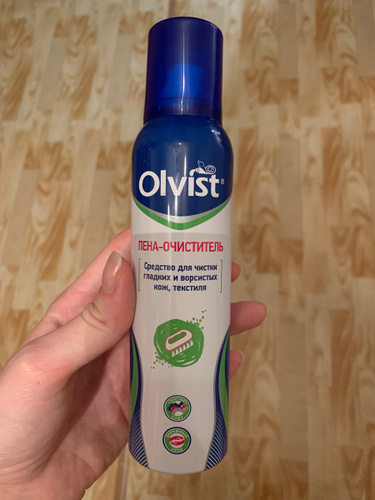 Olvist®
ПЕНА-ОЧИСТИТЕЛЬ
Средство для чистки
гладких и ворсистых
кож, текстиля